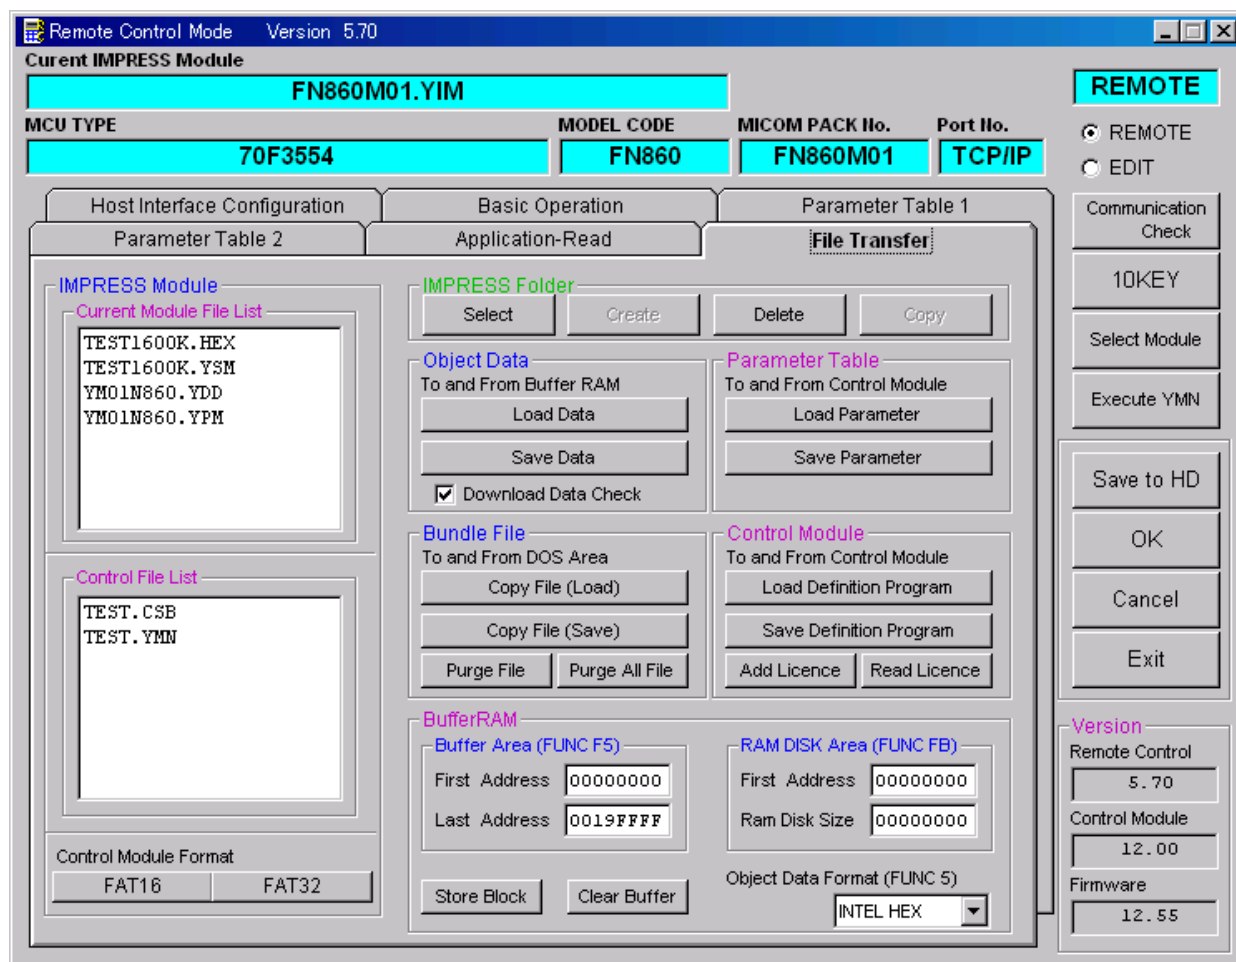 Remote Control Mode Version 5.70
Curent IMPRESS Module
FN860M01.YIM
REMOTE
MCU TYPE MODEL CODE MICOM PACK No. Port No.
70F3554 FN860 FN860M01 TCP/IP
REMOTE
EDIT
Host Interface Configuration Basic Operation Parameter Table 1
Parameter Table 2 Application-Read File Transfer
IMPRESS Module
Current Module File List
TEST1600K.HEX
TEST1600K.YSM
YM01N860.YDD
YM01N860.YPM
Control File List
TEST.CSB
TEST.YMN
Control Module Format
FAT16 FAT32
IMPRESS Folder
Select Create Delete Copy
Object Data
To and From Buffer RAM
Load Data
Save Data
Download Data Check
Parameter Table
To and From Control Module
Load Parameter
Save Parameter
Bundle File
To and From DOS Area
Copy File (Load)
Copy File (Save)
Purge File Purge All File
Control Module
To and From Control Module
Load Definition Program
Save Definition Program
Add Licence Read Licence
BufferRAM
Buffer Area (FUNC F5)
First Address 00000000
Last Address 0019FFFF
RAM DISK Area (FUNC FB)
First Address 00000000
Ram Disk Size 00000000
Store Block Clear Buffer
Object Data Format (FUNC 5)
INTEL HEX
Communication
Check
10KEY
Select Module
Execute YMN
Save to HD
OK
Cancel
Exit
Version
Remote Control
5.70
Control Module
12.00
Firmware
12.55